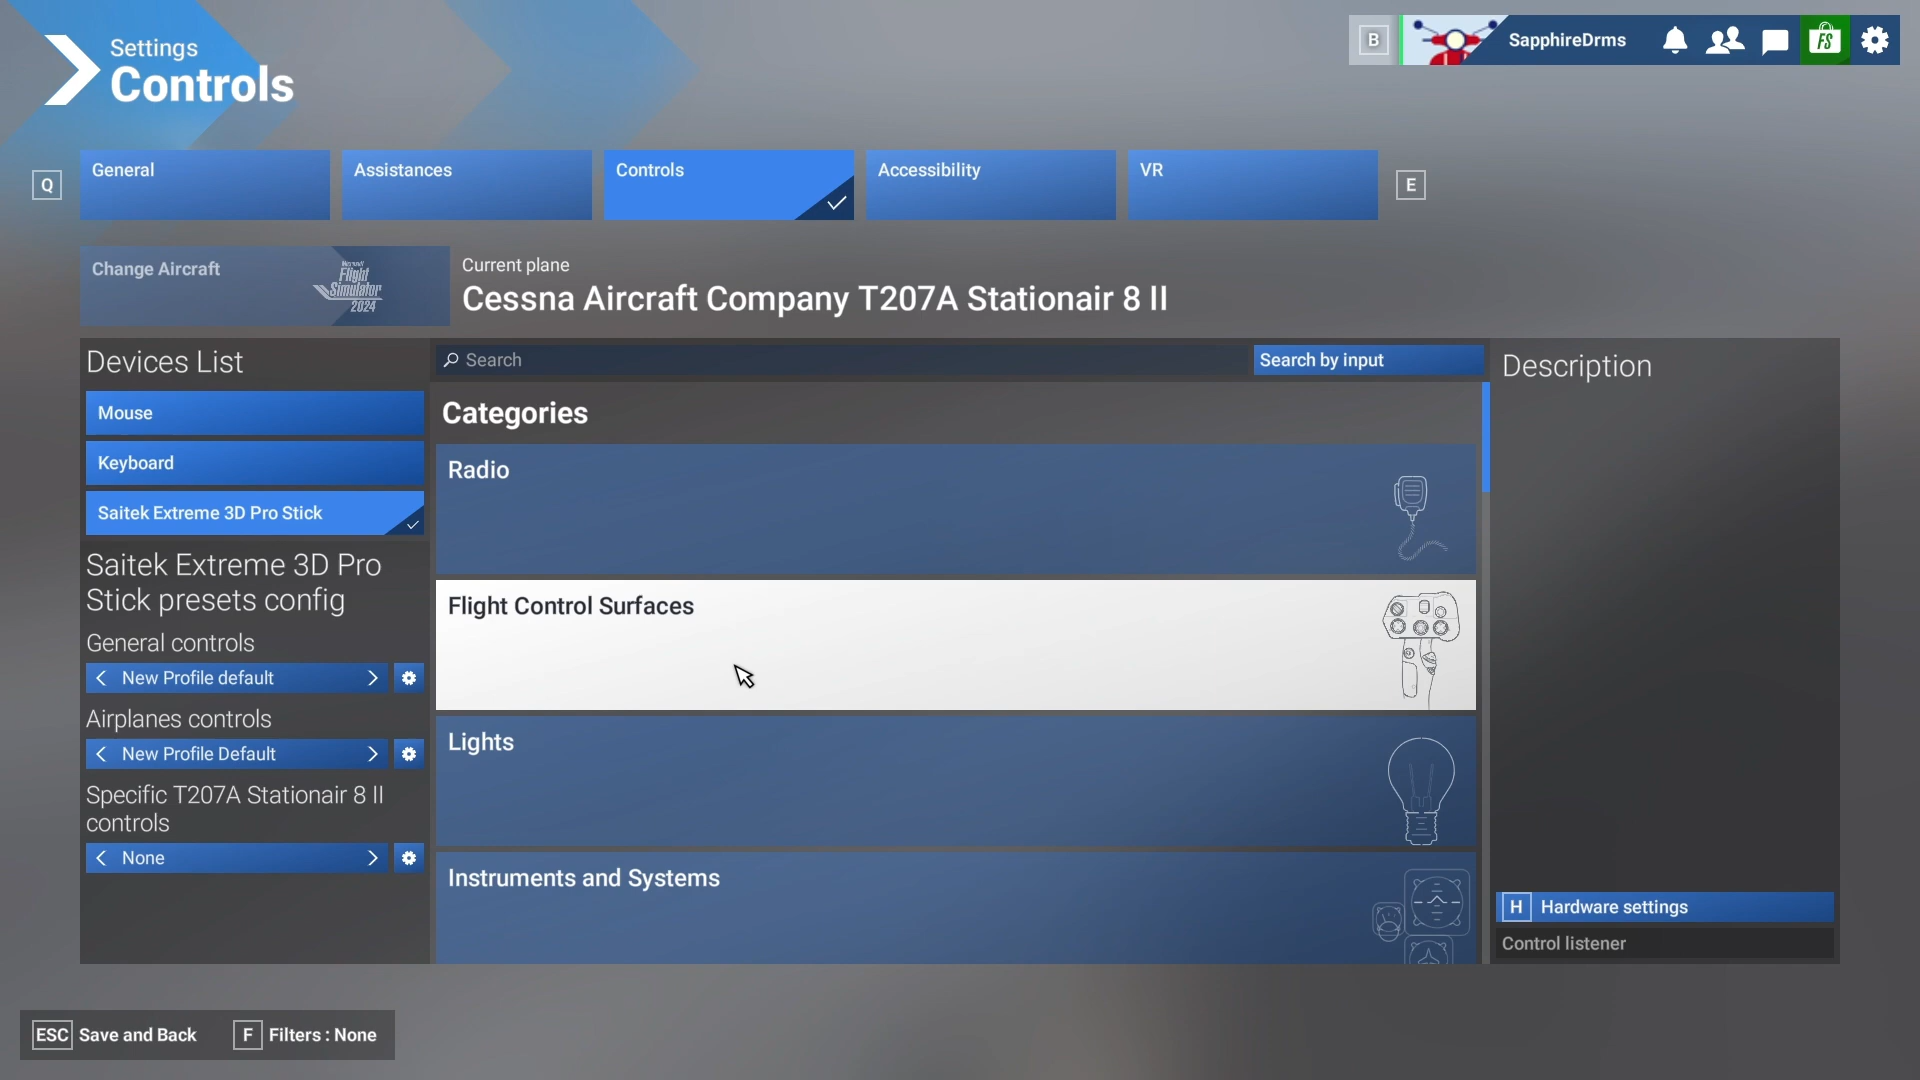 Settings
Controls
B
SapphireDrms
FS
Q
General
Assistances
Controls
Accessibility
VR
E
Change Aircraft
Microsoft
Flight
Simulator
2024
Current plane
Cessna Aircraft Company T207A Stationair 8 II
Devices List
Mouse
Keyboard
Saitek Extreme 3D Pro Stick
Saitek Extreme 3D Pro
Stick presets config
General controls
New Profile default
Airplanes controls
New Profile Default
Specific T207A Stationair 8 II
controls
None
Search
Search by input
Categories
Radio
Flight Control Surfaces
Lights
Instruments and Systems
Description
H Hardware settings
Control listener
ESC Save and Back
F Filters : None